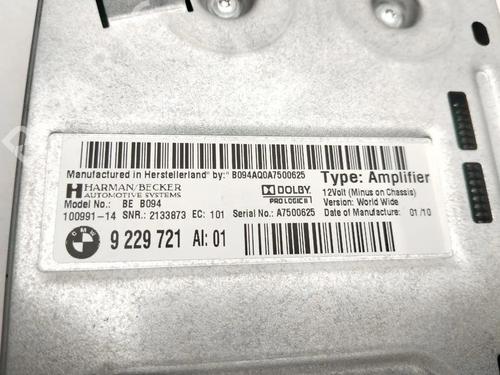 Manufactured in Herstellerland by: B094AQ0A7500625
HARMAN/BECKER
AUTOMOTIVE SYSTEMS
DOLBY
PRO LOGIC II
Type: Amplifier
12Volt (Minus on Chassis)
Model No.: BE B094
Version: World Wide
100991-14 SNR.: 2133873 EC: 101 Serial No.: A7500625 Date of Manufacture: 01/10
BMW
9 229 721 AI: 01